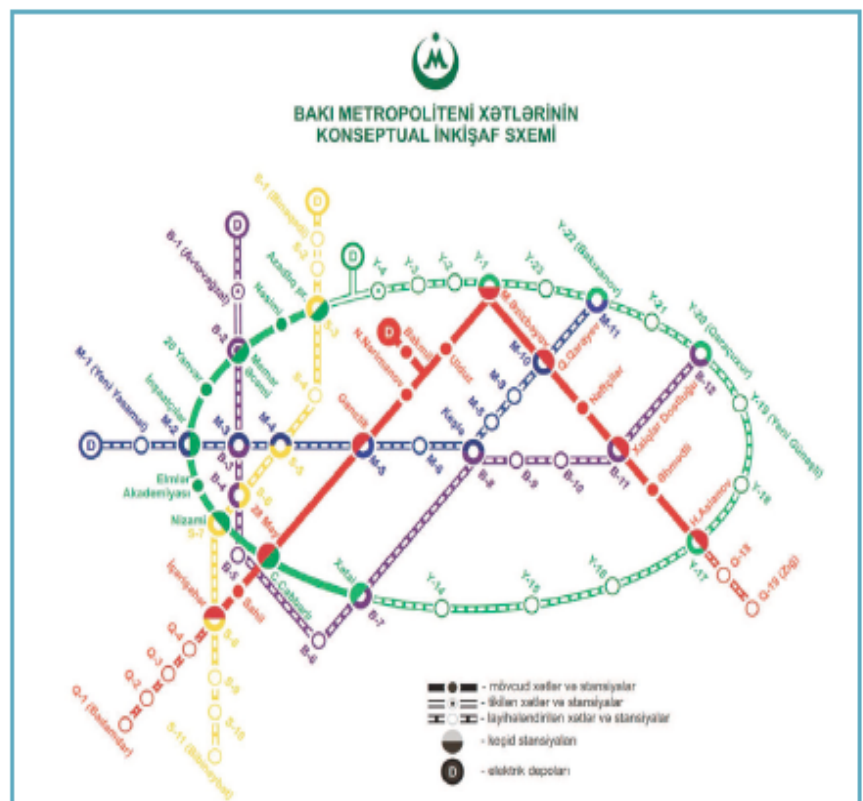 M
BAKI METROPOLİTENİ XƏTLƏRİNİN
KONSEPTUAL İNKİŞAF SXEMİ
D
S-1 (Binəqədi)
S-2
D
B-1 (Avtovağzal)
D
Azadlıq pr.
S-3
Nəsimi
Y-4
Y-3
Y-2
Y-1
Y-23
Y-22 (Bakıxanov)
M-11
Y-21
Y-20 (Qaraçuxur)
B-12
Y-19 (Yeni Günəşli)
Y-18
B-2
Memar Əcəmi
20 Yanvar
İnşaatçılar
M-1 (Yeni Yasamal)
D
M-2
M-3
B-3
M-4
S-4
S-5
S-6
B-4
Elmlər
Akademiyası
Nizami
S-7
B-5
D
Bakmil
N.Nərimanov
Ulduz
Gənclik
M-5
M-6
Keşlə
B-8
M-9
M-10
Q.Qarayev
Neftçilər
Xalqlar Dostluğu
B-9
B-10
B-11
Əhmədli
H.Aslanov
Y-17
Q-18
Q-19 (Zığ)
28 May
C.Cabbarlı
Xətai
B-7
B-6
Y-14
Y-15
Y-16
İçərişəhər
Sahil
S-8
S-9
S-10
Q-4
Q-3
Q-2
Q-1 (Badamdar)
- mövcud xətlər və stansiyalar
- tikilən xətlər və stansiyalar
- layihələndirilən xətlər və stansiyalar
- keçid stansiyaları
D - elektrik depoları